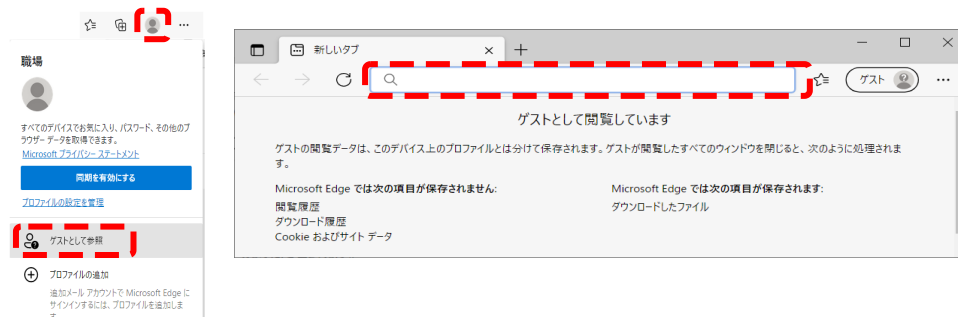 職場
すべてのデバイスでお気に入り、パスワード、その他のブ
ラウザー データを取得できます。
Microsoft プライバシー ステートメント
同期を有効にする
プロファイルの設定を管理
ゲストとして参照
プロファイルの追加
追加メール アカウントで Microsoft Edge に
サインインするには、プロファイルを追加しま
す
新しいタブ
ゲスト
ゲストとして閲覧しています
ゲストの閲覧データは、このデバイス上のプロファイルとは分けて保存されます。ゲストが閲覧したすべてのウィンドウを閉じると、次のように処理されま
す。
Microsoft Edge では次の項目が保存されません:
閲覧履歴
ダウンロード履歴
Cookie およびサイト データ
Microsoft Edge では次の項目が保存されます:
ダウンロードしたファイル